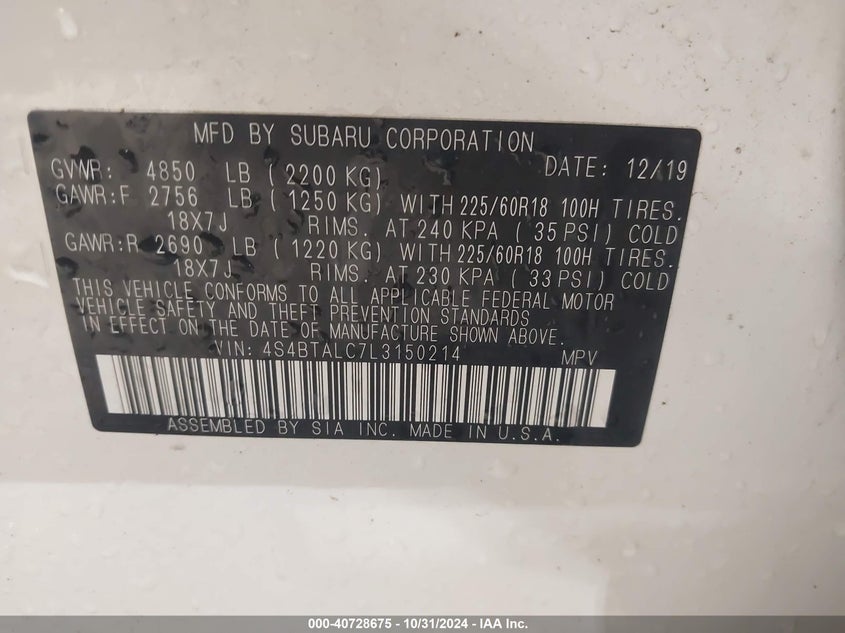 MFD BY SUBARU CORPORATION
GVWR: 4850 LB ( 2200 KG) DATE: 12/19
GAWR:F 2756 LB ( 1250 KG) WITH 225/60R18 100H TIRES.
18X7J RIMS. AT 240 KPA ( 35 PSI) COLD
GAWR:R 2690 LB ( 1220 KG) WITH 225/60R18 100H TIRES.
18X7J RIMS. AT 230 KPA ( 33 PSI) COLD
THIS VEHICLE CONFORMS TO ALL APPLICABLE FEDERAL MOTOR
VEHICLE SAFETY AND THEFT PREVENTION STANDARDS
IN EFFECT ON THE DATE OF MANUFACTURE SHOWN ABOVE.
VIN: 4S4BTALC7L3150214 MPV
ASSEMBLED BY SIA INC. MADE IN U.S.A.
000-40728675 - 10/31/2024 - IAA Inc.